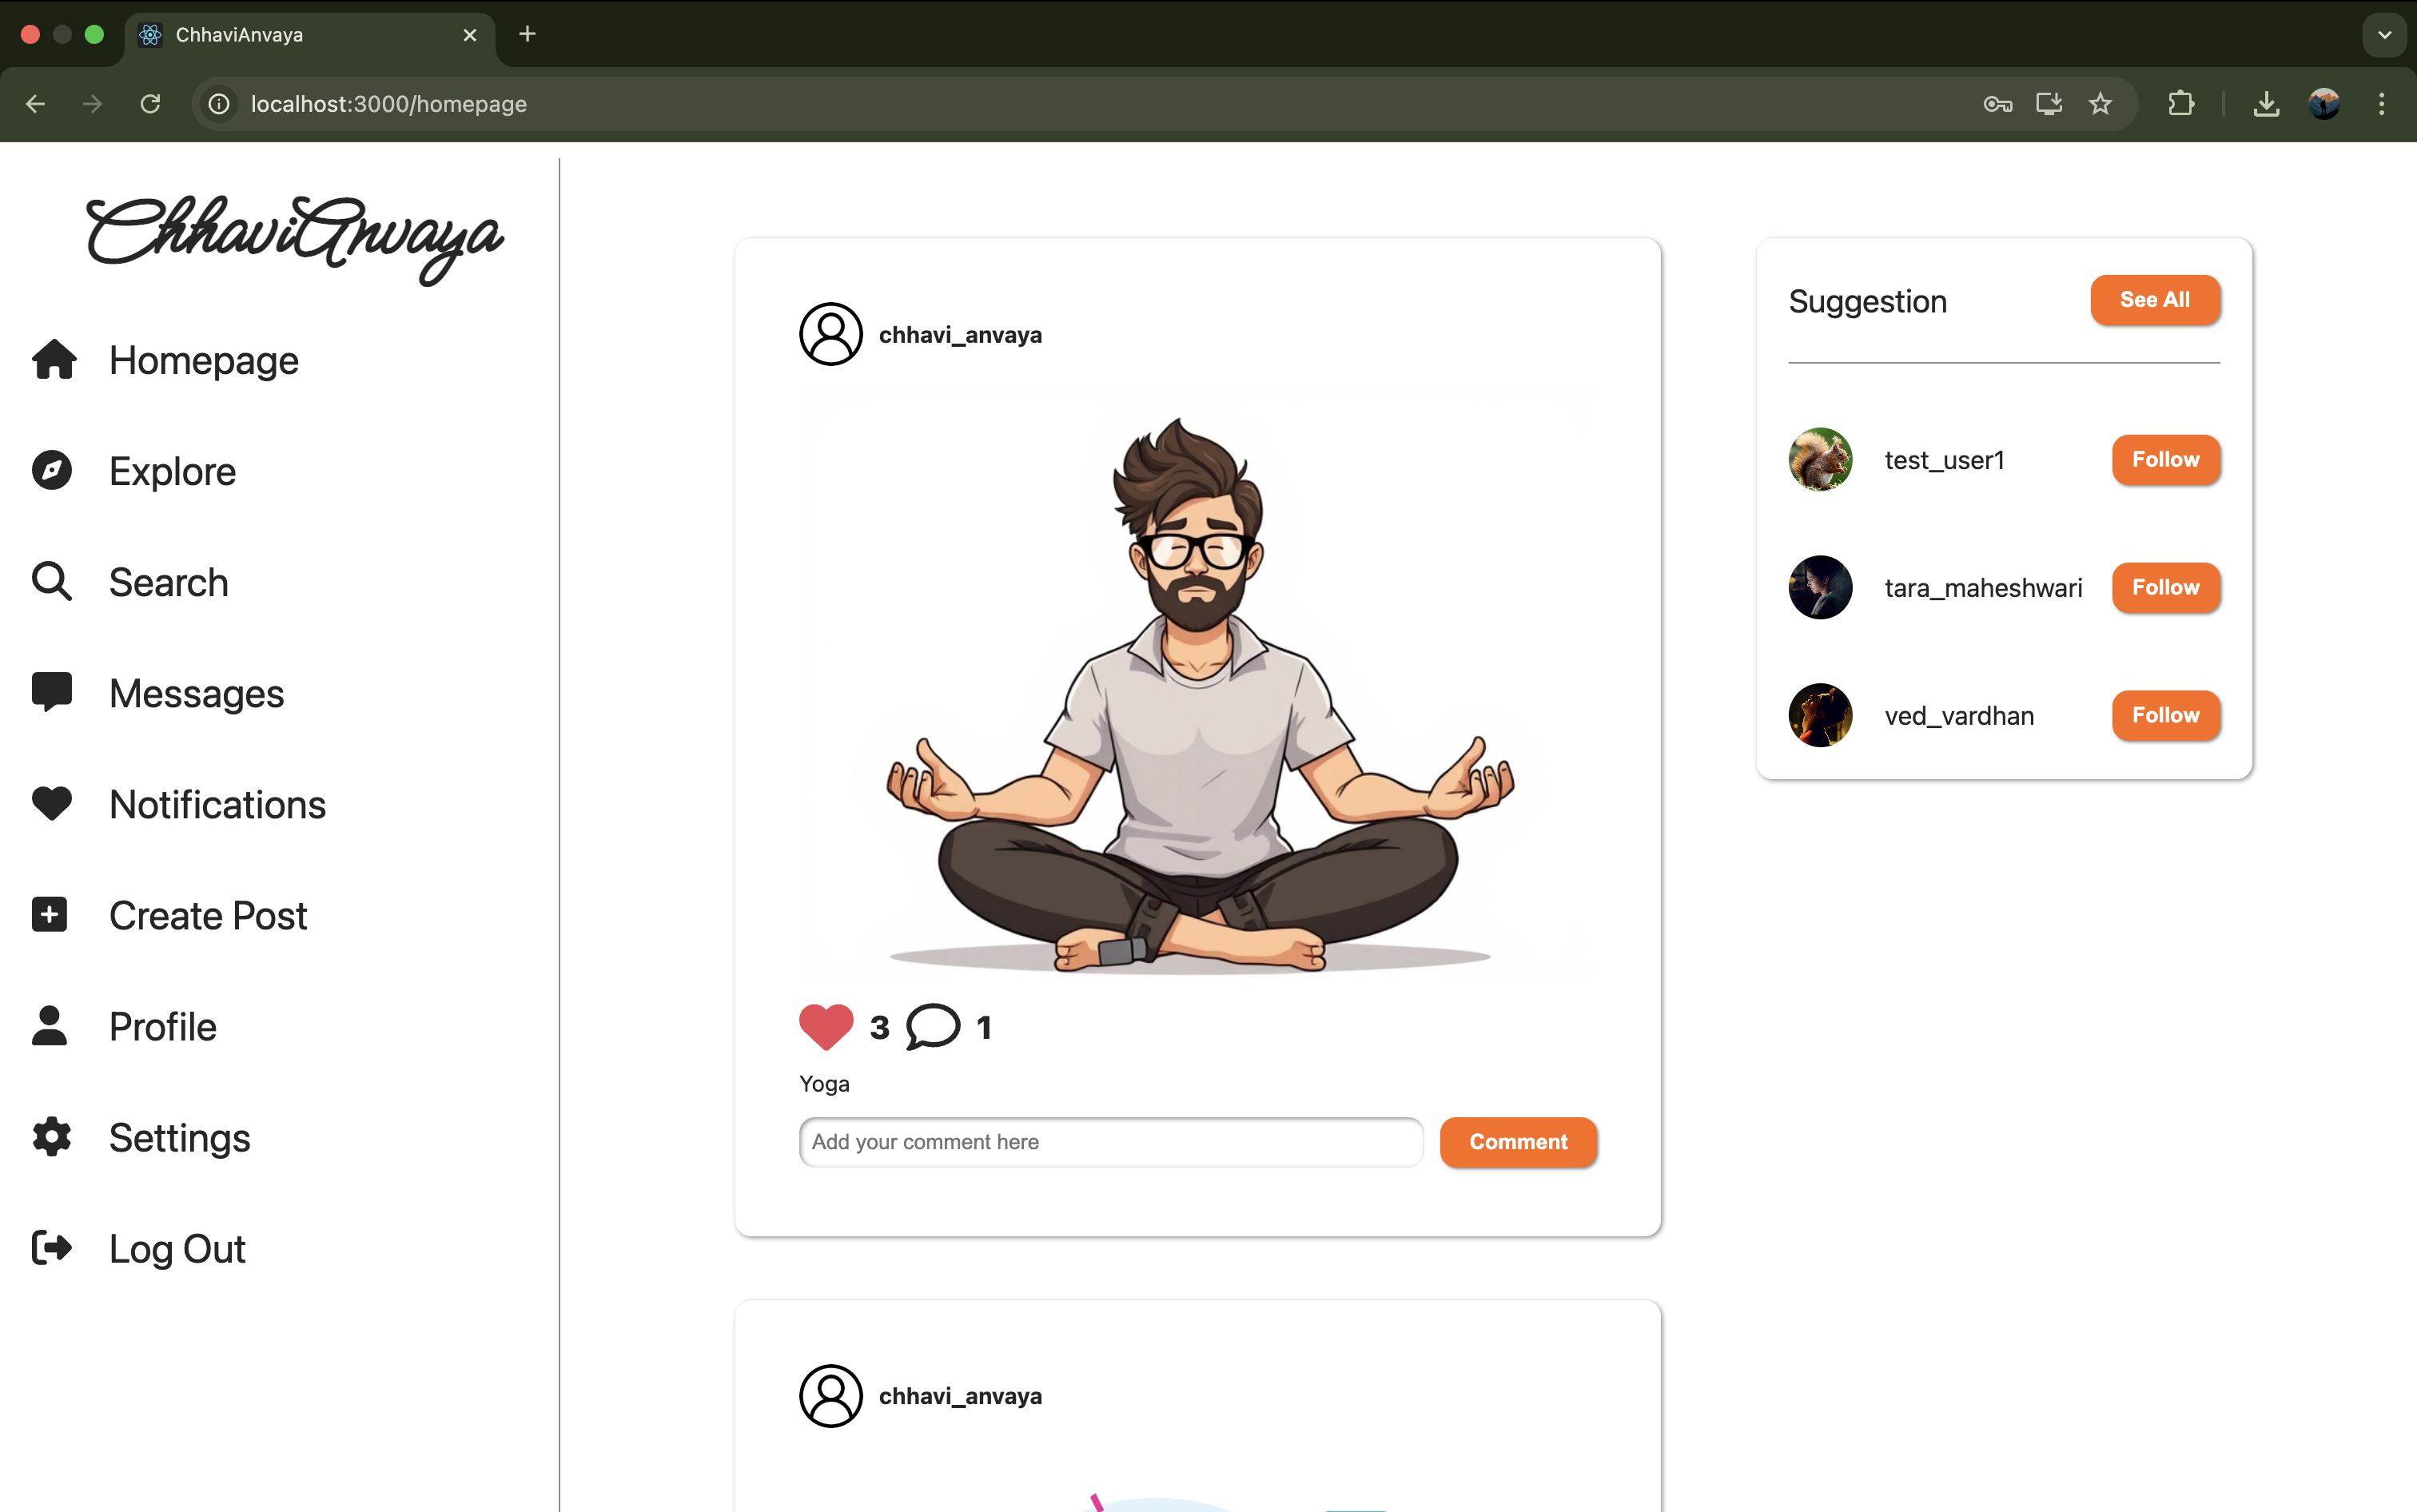 ChhaviAnvaya
localhost:3000/homepage
ChhaviAnvaya
Homepage
Explore
Search
Messages
Notifications
Create Post
Profile
Settings
Log Out
chhavi_anvaya
3 1
Yoga
Add your comment here
Comment
chhavi_anvaya
Suggestion
See All
test_user1
Follow
tara_maheshwari
Follow
ved_vardhan
Follow